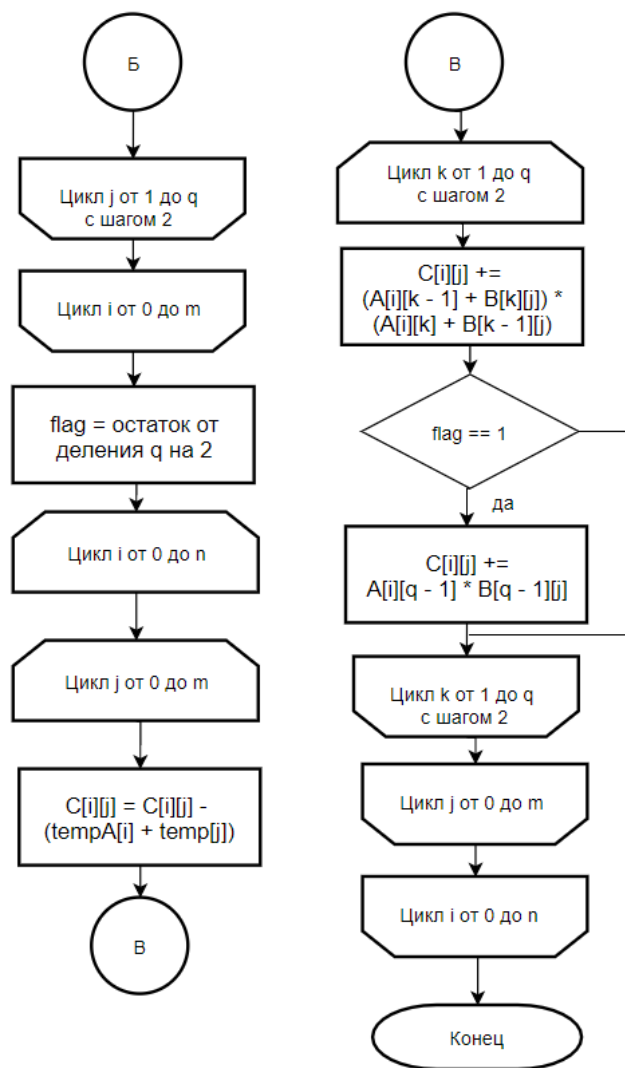 Б
Цикл j от 1 до q
с шагом 2
Цикл i от 0 до m
flag = остаток от
деления q на 2
Цикл i от 0 до n
Цикл j от 0 до m
C[i][j] = C[i][j] -
(tempA[i] + temp[j])
В
В
Цикл k от 1 до q
с шагом 2
C[i][j] +=
(A[i][k - 1] + B[k][j]) *
(A[i][k] + B[k - 1][j)
flag == 1
да
C[i][j] +=
A[i][q - 1] * B[q - 1][j]
Цикл k от 1 до q
с шагом 2
Цикл j от 0 до m
Цикл i от 0 до n
Конец